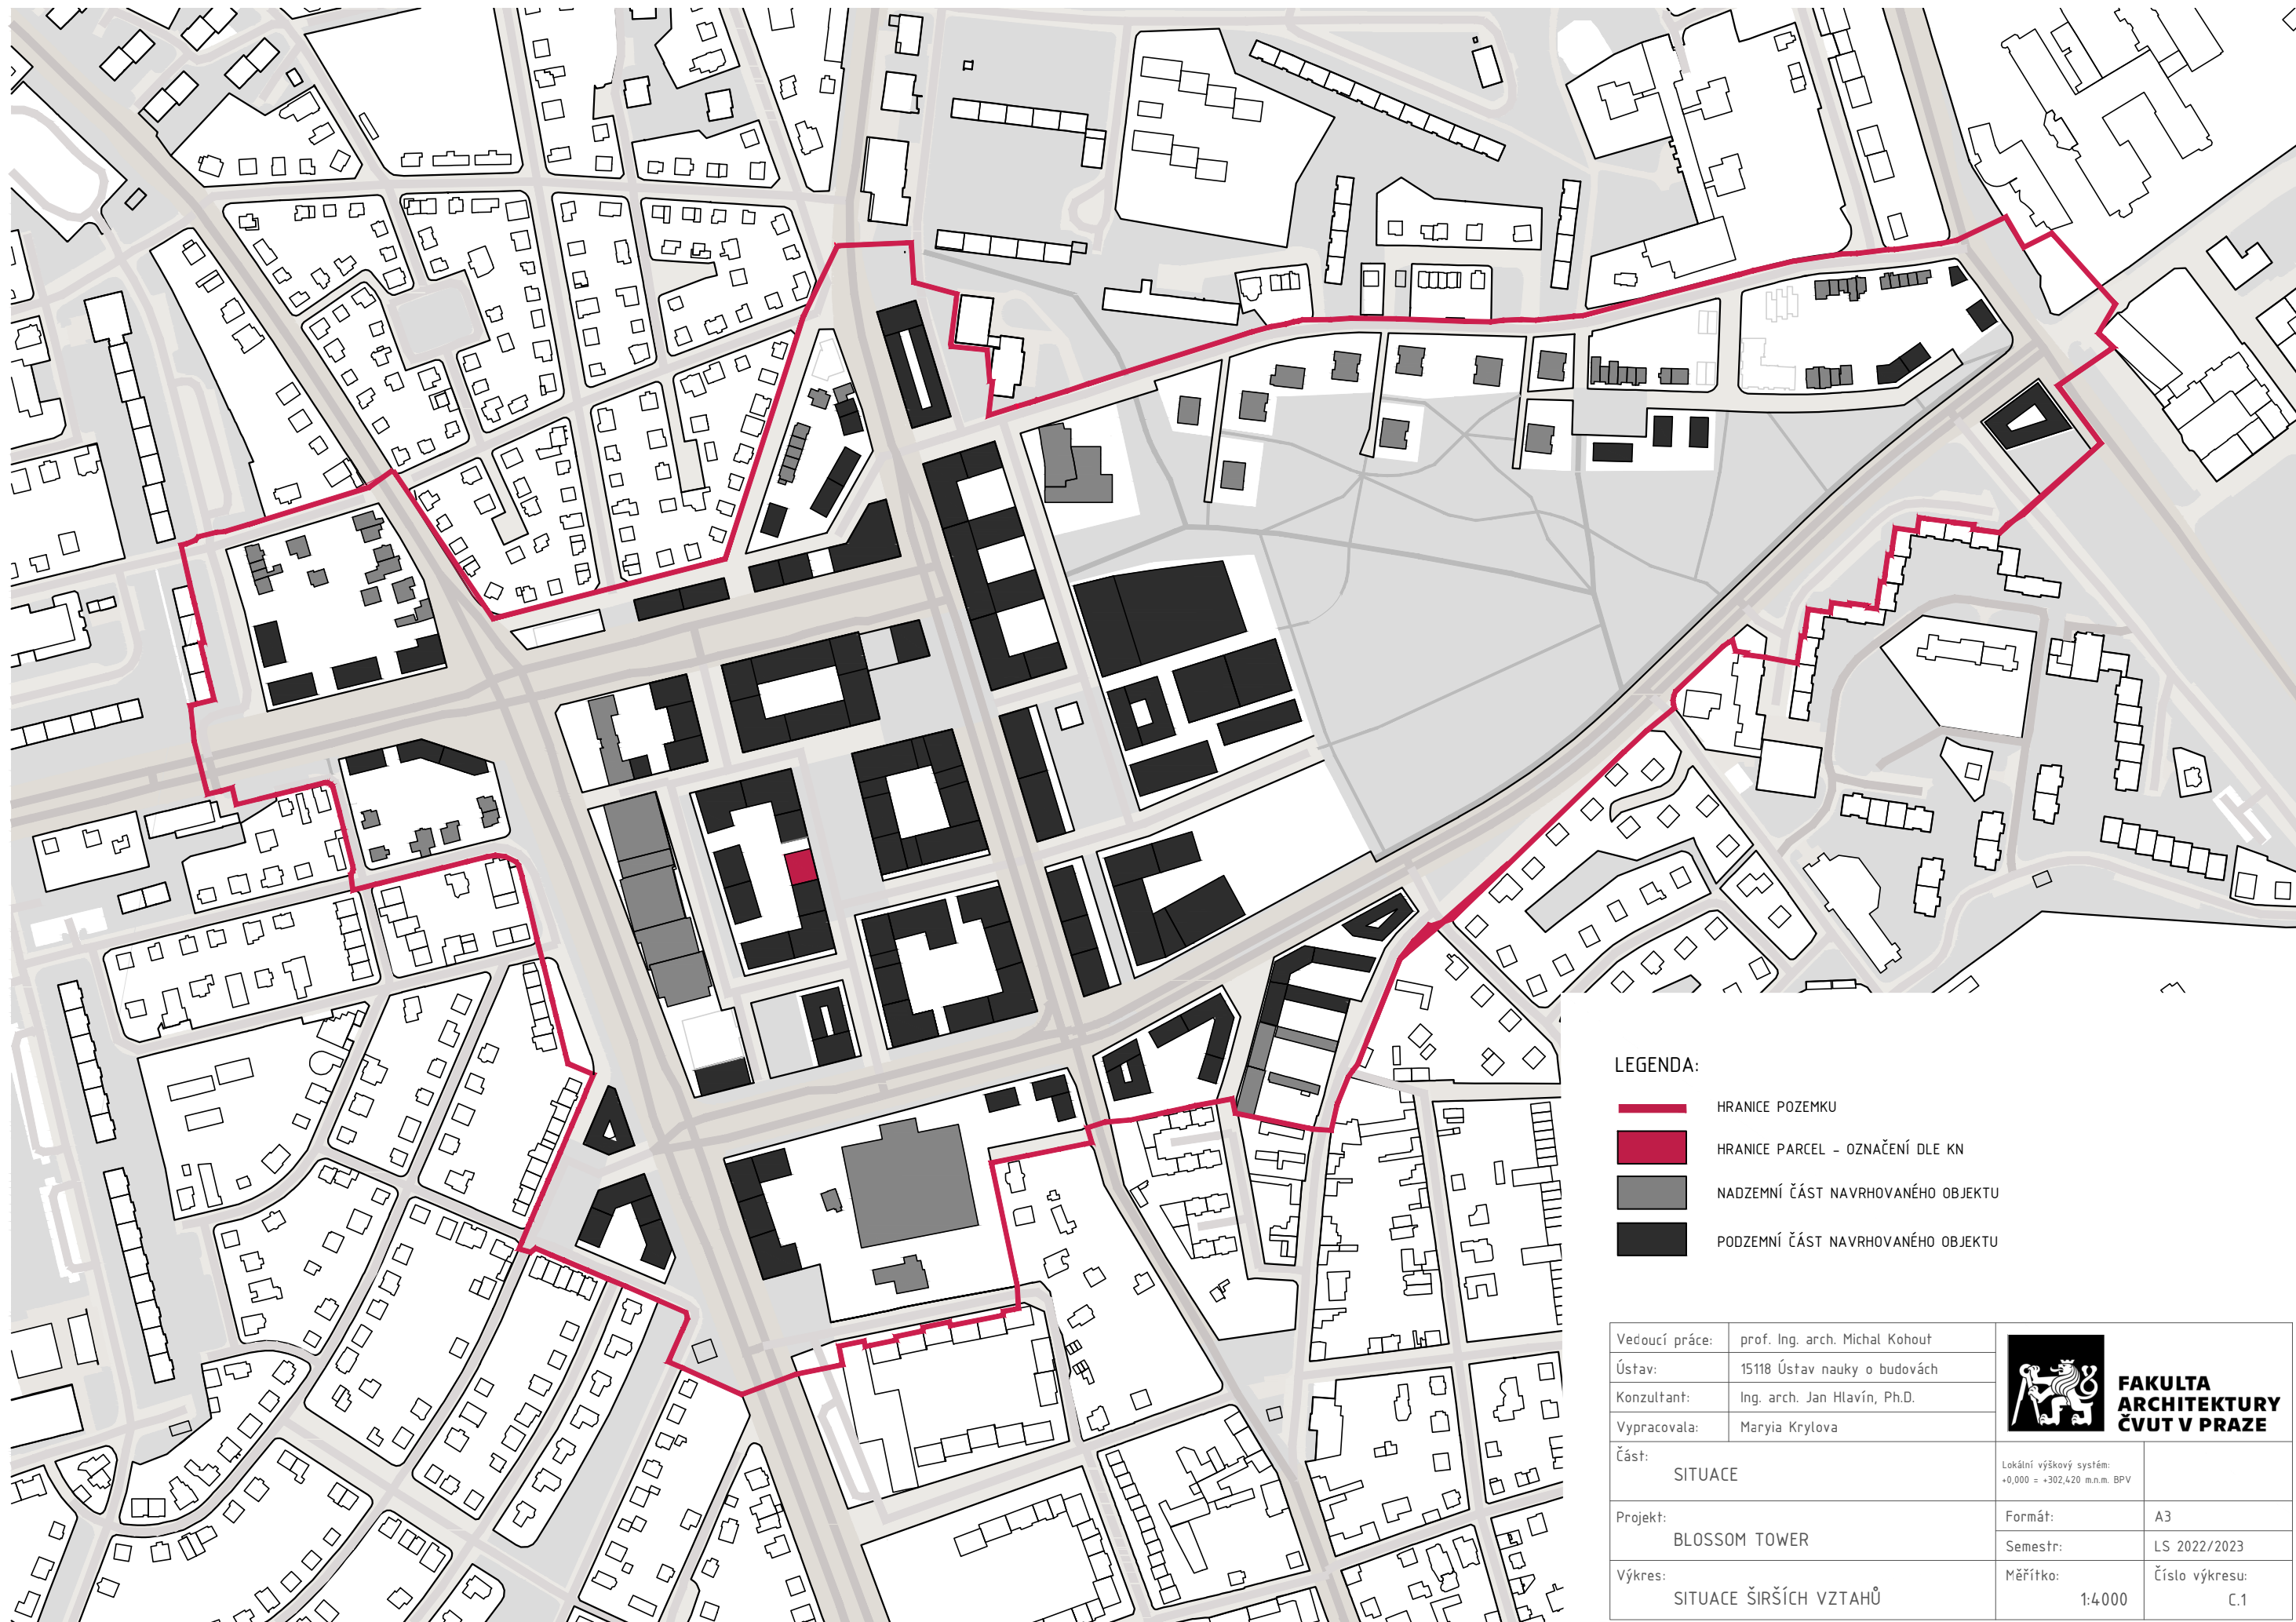 LEGENDA:
HRANICE POZEMKU
HRANICE PARCEL - OZNAČENÍ DLE KN
NADZEMNÍ ČÁST NAVRHOVANÉHO OBJEKTU
PODZEMNÍ ČÁST NAVRHOVANÉHO OBJEKTU
Vedoucí práce: prof. Ing. arch. Michal Kohout
Ústav: 15118 Ústav nauky o budovách
Konzultant: Ing. arch. Jan Hlavín, Ph.D.
Vypracovala: Maryia Krylova
FAKULTA
ARCHITEKTURY
ČVUT V PRAZE
Část:
SITUACE
Lokální výškový systém:
+0,000 = +302,420 m.n.m. BPV
Projekt:
BLOSSOM TOWER
Formát: A3
Semestr: LS 2022/2023
Výkres:
SITUACE ŠIRŠÍCH VZTAHŮ
Měřítko:
1:4000
Číslo výkresu:
C.1